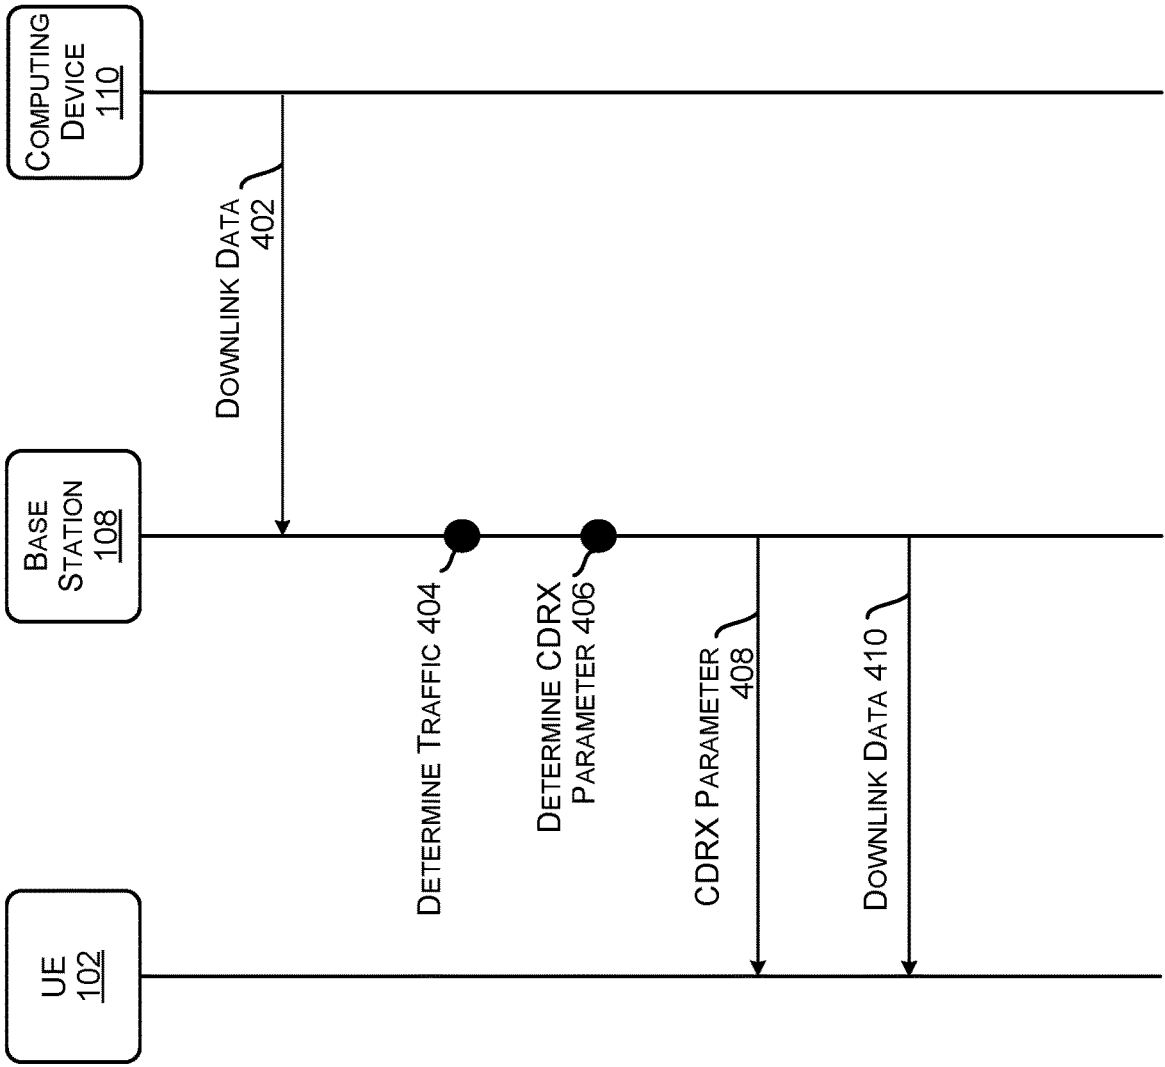 UE
102
BASE
STATION
108
COMPUTING
DEVICE
110
DOWNLINK DATA
402
DETERMINE TRAFFIC 404
DETERMINE CDRX
PARAMETER 406
CDRX PARAMETER
408
DOWNLINK DATA 410